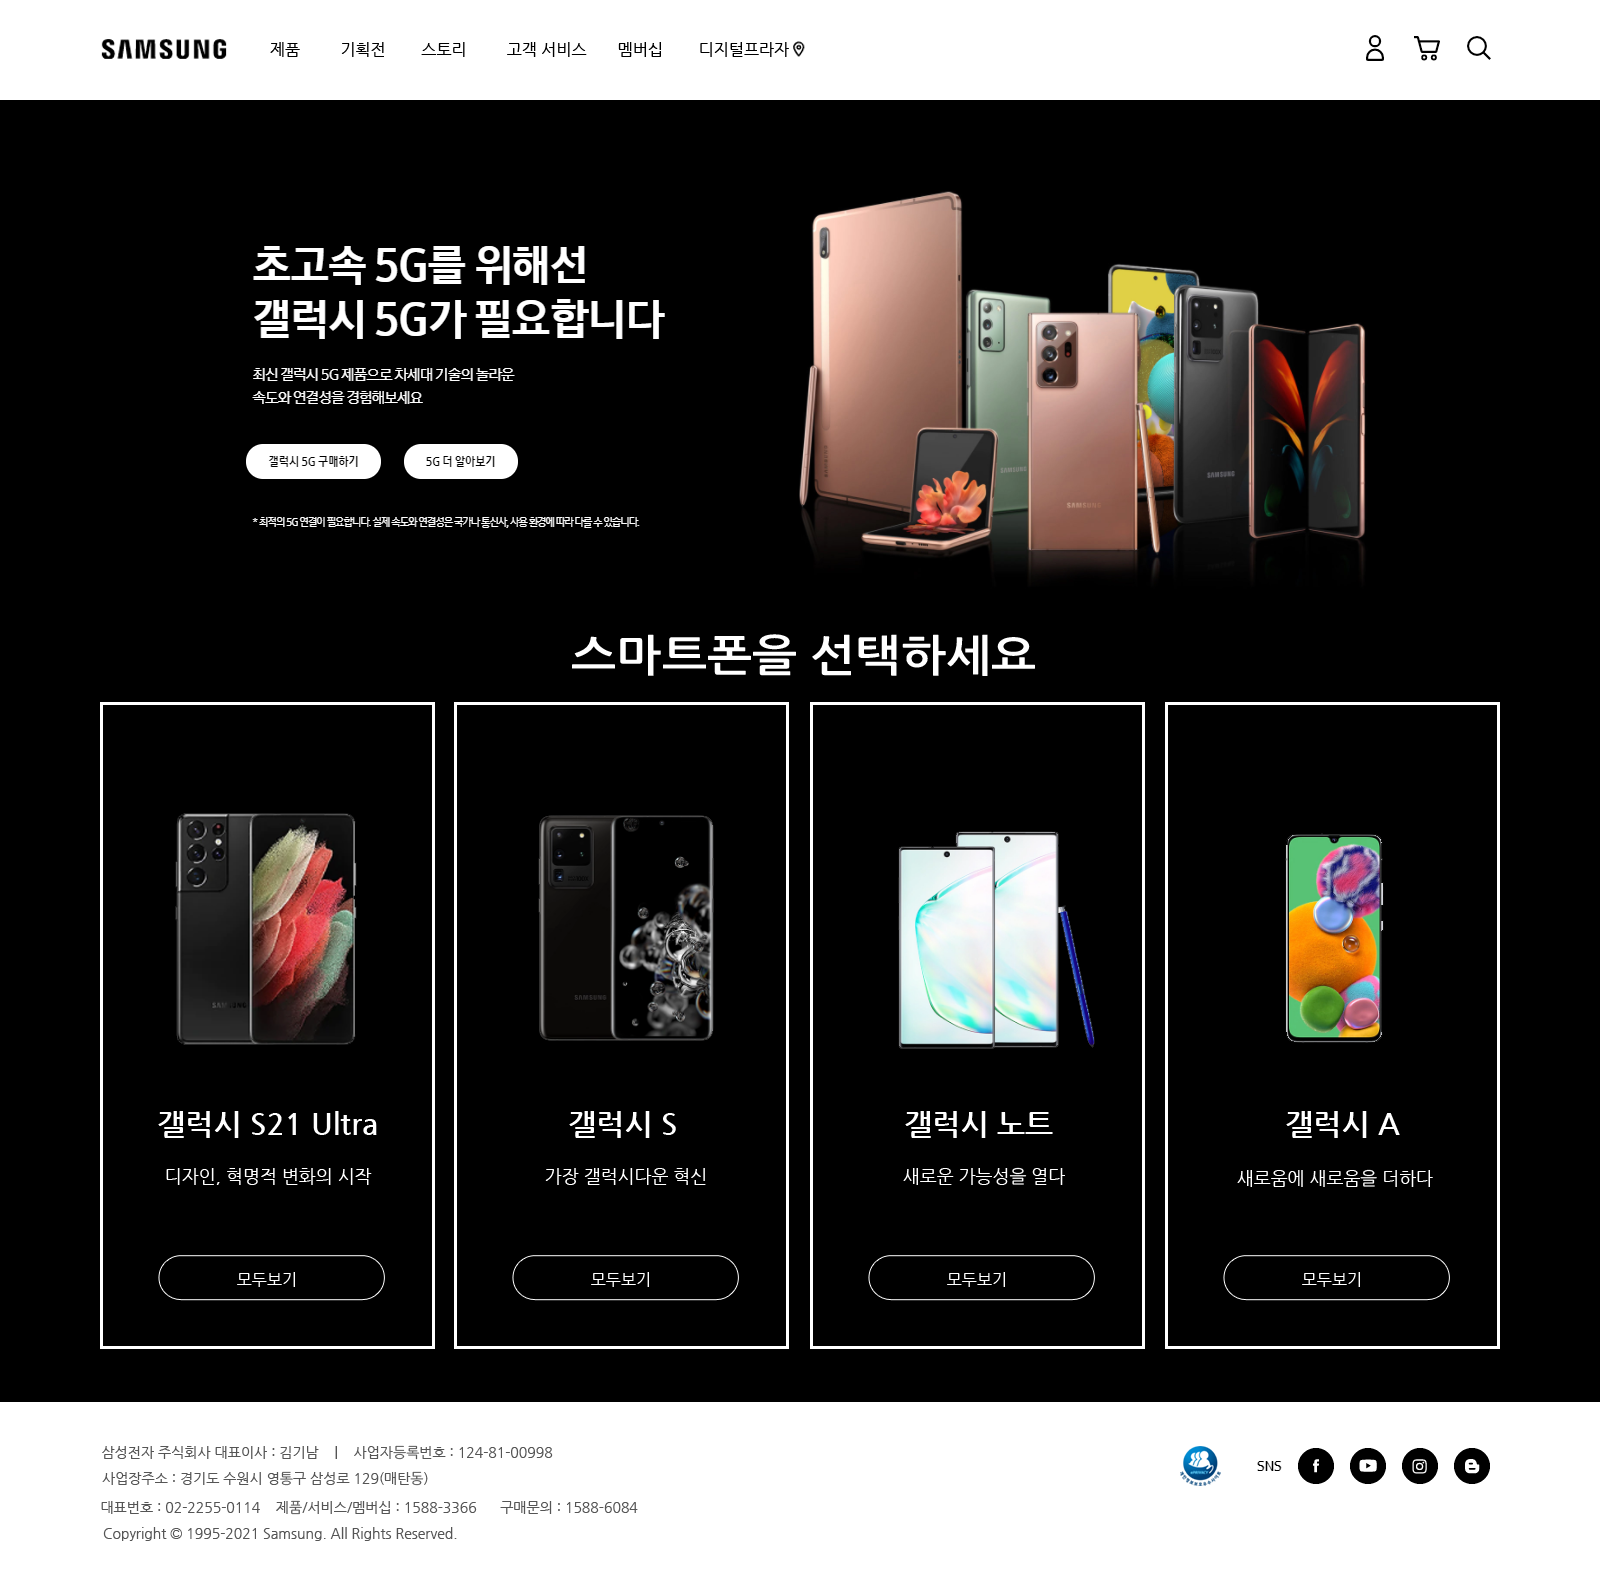 SAMSUNG 제품 기획전 스토리 고객 서비스 멤버십 디지털프라자
초고속 5G를 위해선
갤럭시 5G가 필요합니다
최신 갤럭시 5G 제품으로 차세대 기술의 놀라운
속도와 연결성을 경험해보세요
갤럭시 5G 구매하기 5G 더 알아보기
* 최적의 5G 연결이 필요합니다. 실제 속도와 연결성은 국가나 통신사, 사용 환경에 따라 다를 수 있습니다.
SAMSUNG
SAMSUNG
SAMSUNG
스마트폰을 선택하세요
SAMSUNG
SAMSUNG
갤럭시 S21 Ultra
디자인, 혁명적 변화의 시작
모두보기
갤럭시 S
가장 갤럭시다운 혁신
모두보기
갤럭시 노트
새로운 가능성을 열다
모두보기
갤럭시 A
새로움에 새로움을 더하다
모두보기
삼성전자 주식회사 대표이사 : 김기남 | 사업자등록번호 : 124-81-00998
사업장주소 : 경기도 수원시 영통구 삼성로 129(매탄동)
대표번호 : 02-2255-0114 제품/서비스/멤버십 : 1588-3366 구매문의 : 1588-6084
Copyright © 1995-2021 Samsung. All Rights Reserved.
SNS